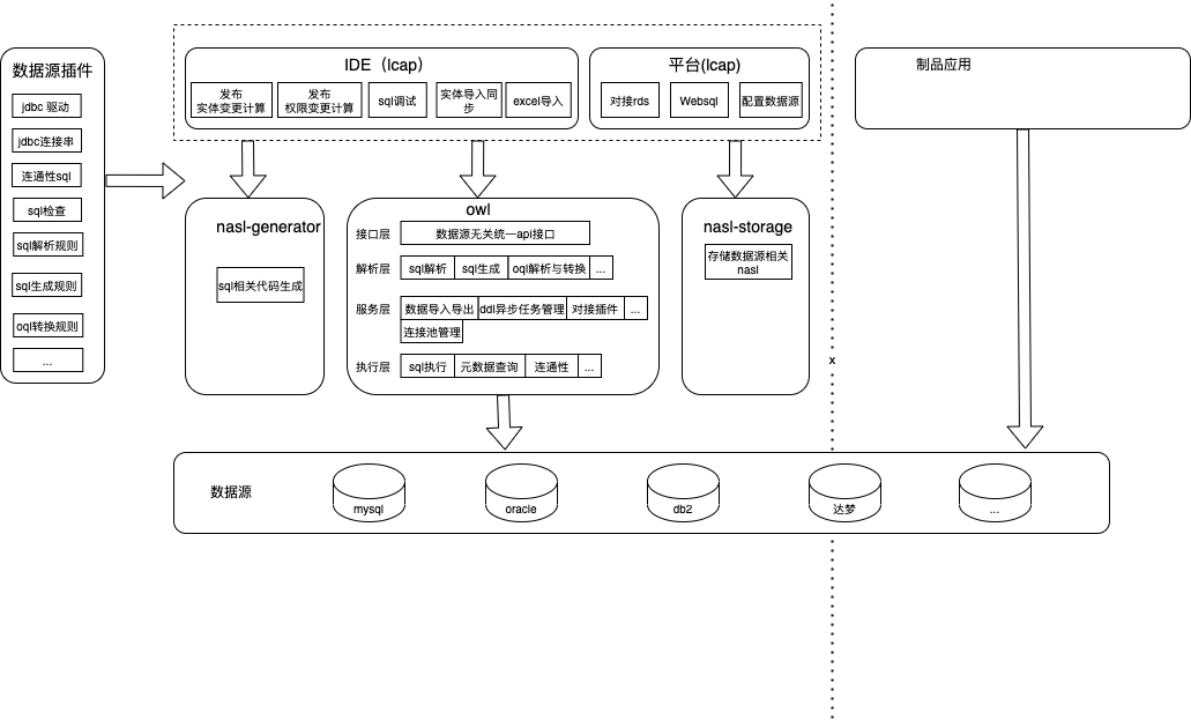 数据源插件
jdbc 驱动
jdbc连接串
连通性sql
sql检查
sql解析规则
sql生成规则
oql转换规则
...
IDE（lcap）
发布
实体变更计算
发布
权限变更计算
sql调试
实体导入同
步
excel导入
平台(lcap)
对接rds
Websql
配置数据源
制品应用
nasl-generator
sql相关代码生成
owl
接口层
数据源无关统一api接口
解析层
sql解析
sql生成
oql解析与转换
...
服务层
数据导入导出
ddl异步任务管理
对接插件
...
连接池管理
执行层
sql执行
元数据查询
连通性
...
nasl-storage
存储数据源相关
nasl
x
数据源
mysql
oracle
db2
达梦
...